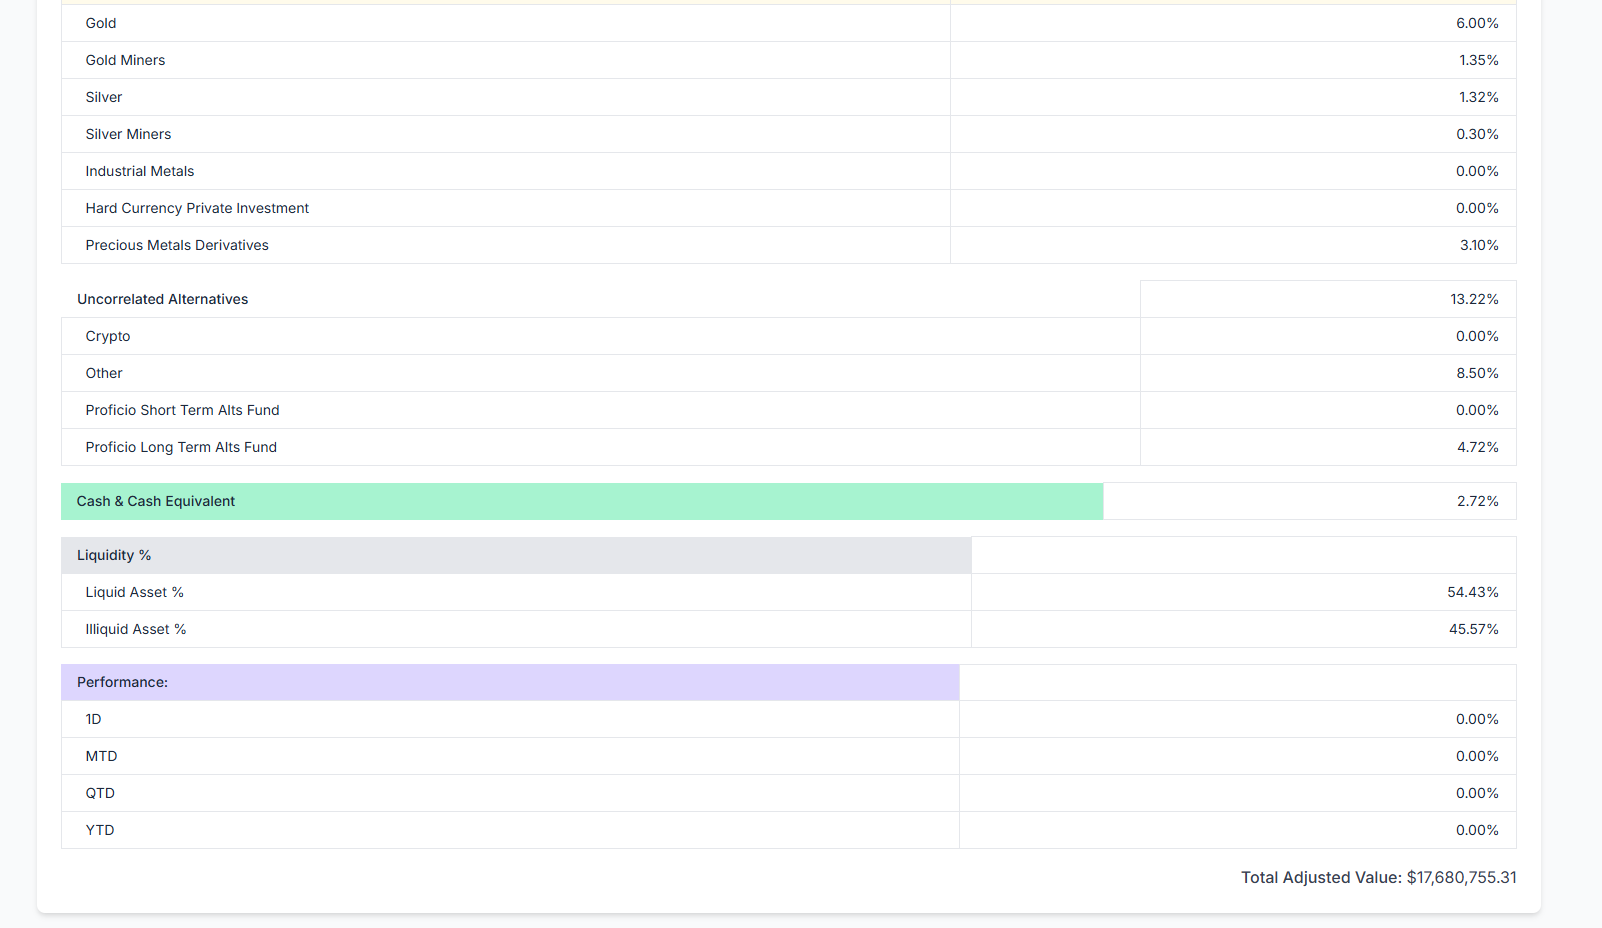 Gold 6.00%
Gold Miners 1.35%
Silver 1.32%
Silver Miners 0.30%
Industrial Metals 0.00%
Hard Currency Private Investment 0.00%
Precious Metals Derivatives 3.10%
Uncorrelated Alternatives 13.22%
Crypto 0.00%
Other 8.50%
Proficio Short Term Alts Fund 0.00%
Proficio Long Term Alts Fund 4.72%
Cash & Cash Equivalent 2.72%
Liquidity %
Liquid Asset % 54.43%
Illiquid Asset % 45.57%
Performance:
1D 0.00%
MTD 0.00%
QTD 0.00%
YTD 0.00%
Total Adjusted Value: $17,680,755.31